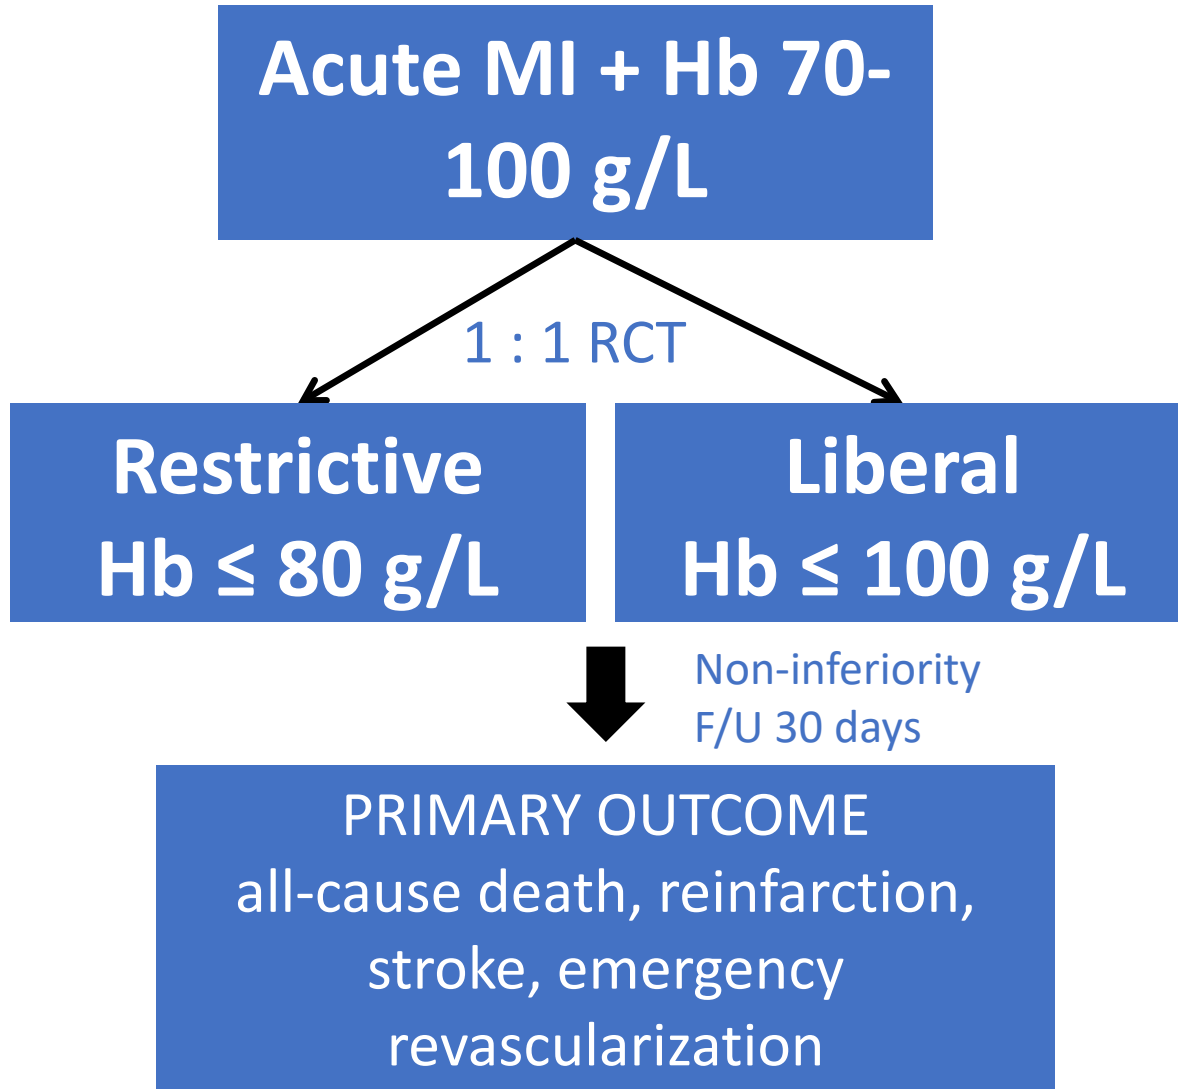 Acute MI + Hb 70-
100 g/L
1 : 1 RCT
Restrictive
Hb ≤ 80 g/L
Liberal
Hb ≤ 100 g/L
Non-inferiority
F/U 30 days
PRIMARY OUTCOME
all-cause death, reinfarction,
stroke, emergency
revascularization